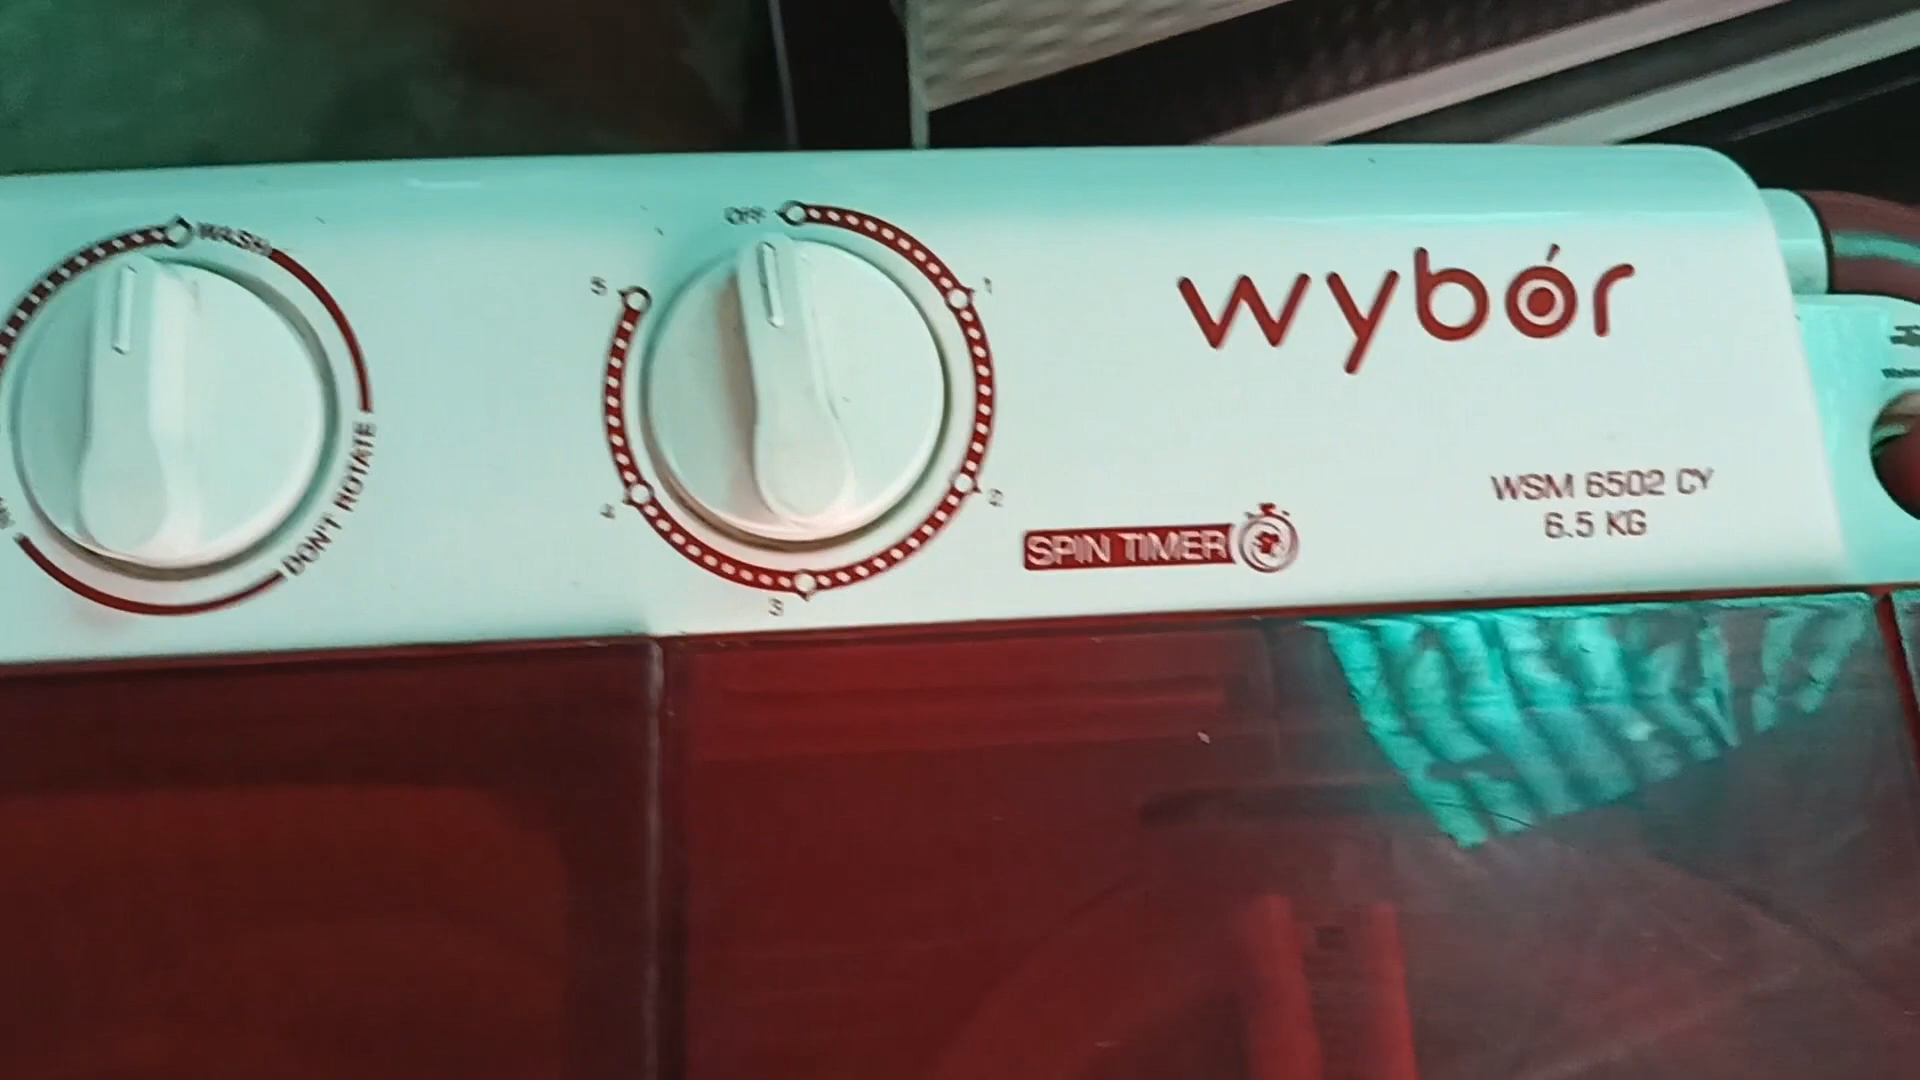 WASH
DON'T ROTATE
OFF
1
2
3
4
5
wybór
SPIN TIMER
WSM 6502 CY
6.5 KG